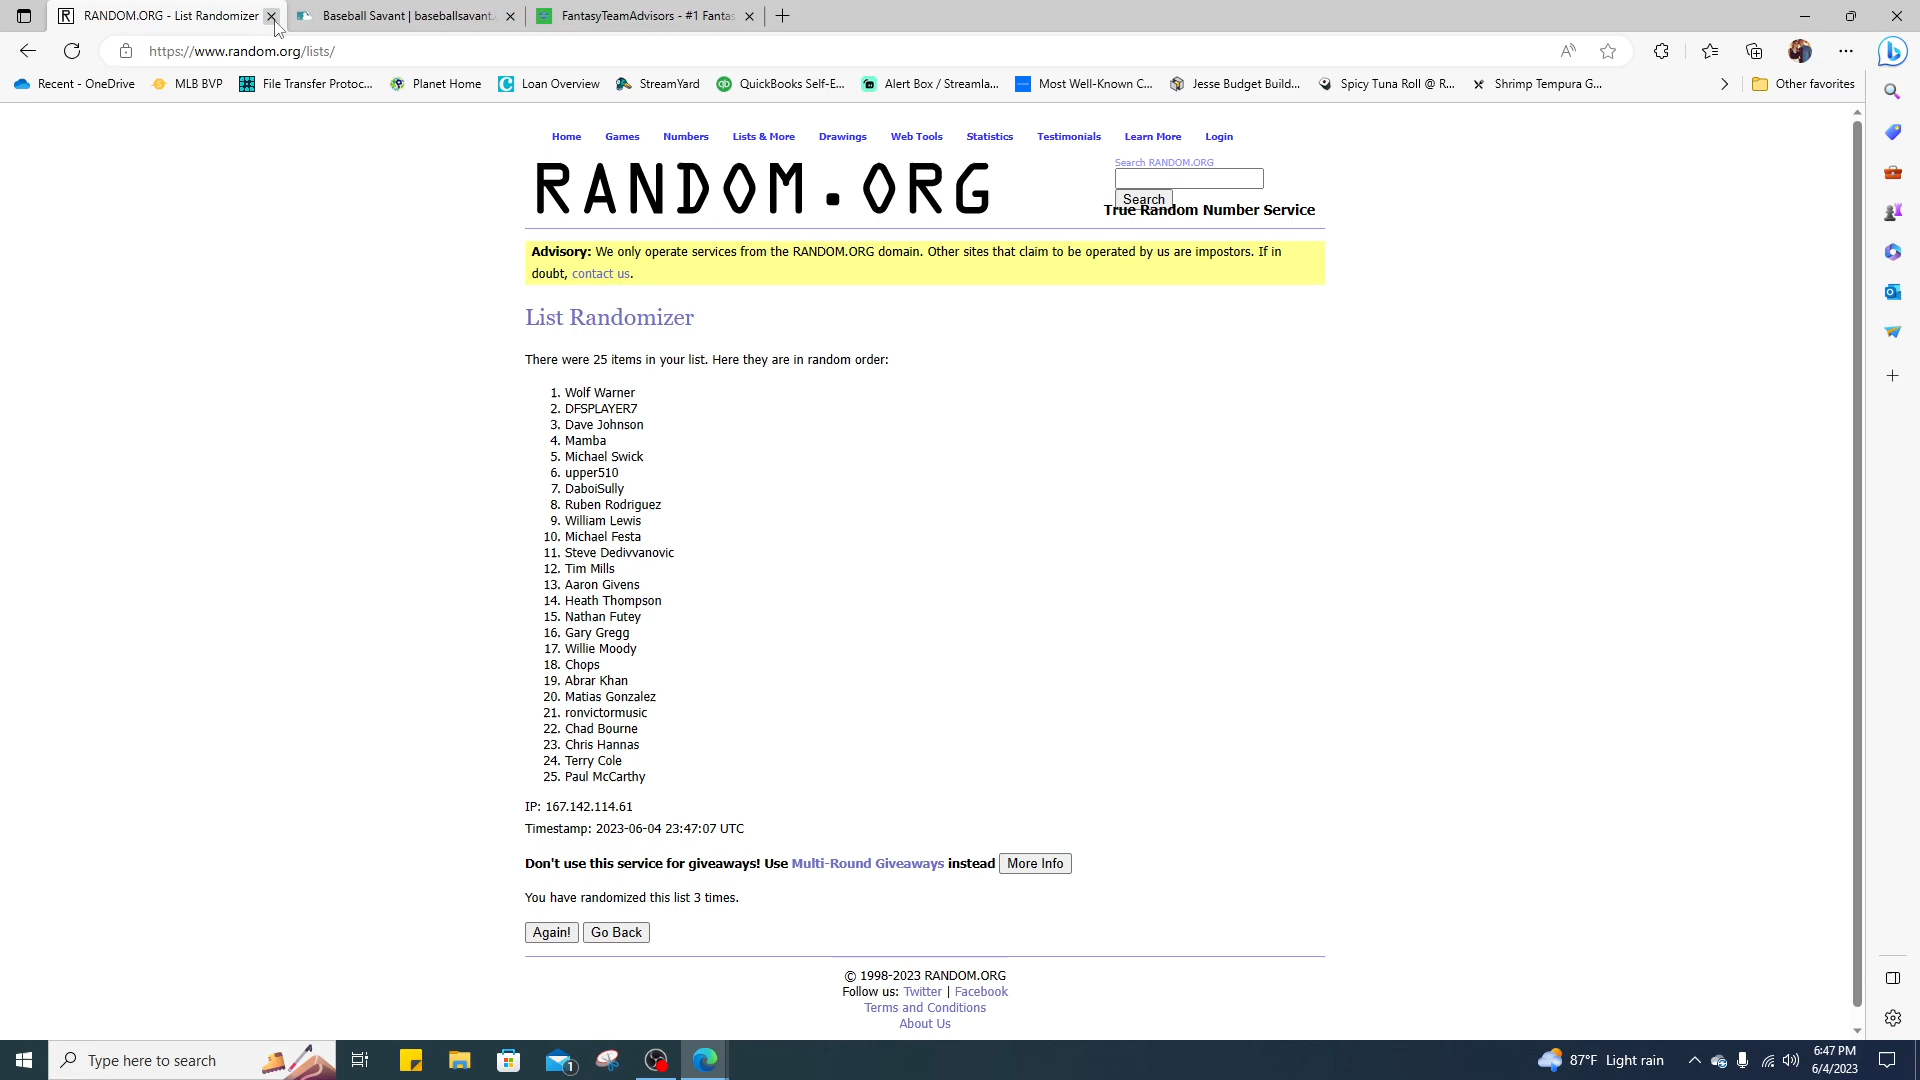 RANDOM.ORG - List Randomizer
Baseball Savant | baseballsavant.
FantasyTeamAdvisors - #1 Fantas
https://www.random.org/lists/
Recent - OneDrive
MLB BVP
File Transfer Protoc...
Planet Home
Loan Overview
StreamYard
QuickBooks Self-E...
Alert Box / Streamla...
Most Well-Known C...
Jesse Budget Build...
Spicy Tuna Roll @ R...
Shrimp Tempura G...
Other favorites
Home
Games
Numbers
Lists & More
Drawings
Web Tools
Statistics
Testimonials
Learn More
Login
RANDOM.ORG
Search RANDOM.ORG
Search
True Random Number Service
Advisory: We only operate services from the RANDOM.ORG domain. Other sites that claim to be operated by us are impostors. If in
doubt, contact us.
List Randomizer
There were 25 items in your list. Here they are in random order:
1. Wolf Warner
2. DFSPLAYER7
3. Dave Johnson
4. Mamba
5. Michael Swick
6. upper510
7. DaboiSully
8. Ruben Rodriguez
9. William Lewis
10. Michael Festa
11. Steve Dedivvanovic
12. Tim Mills
13. Aaron Givens
14. Heath Thompson
15. Nathan Futey
16. Gary Gregg
17. Willie Moody
18. Chops
19. Abrar Khan
20. Matias Gonzalez
21. ronvictormusic
22. Chad Bourne
23. Chris Hannas
24. Terry Cole
25. Paul McCarthy
IP: 167.142.114.61
Timestamp: 2023-06-04 23:47:07 UTC
Don't use this service for giveaways! Use Multi-Round Giveaways instead More Info
You have randomized this list 3 times.
Again! Go Back
© 1998-2023 RANDOM.ORG
Follow us: Twitter | Facebook
Terms and Conditions
About Us
Type here to search
1
87°F Light rain
6:47 PM
6/4/2023